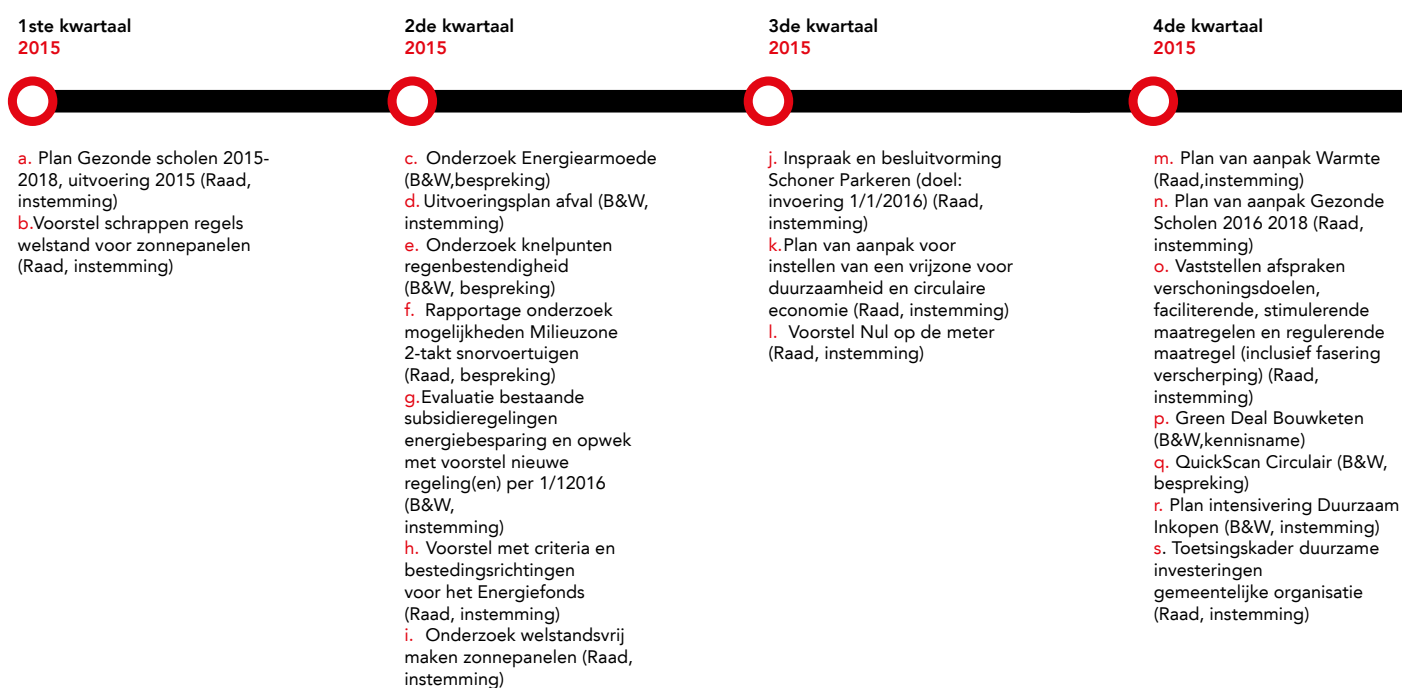 1ste kwartaal
2015
a. Plan Gezonde scholen 2015-
2018, uitvoering 2015 (Raad,
instemming)
b.Voorstel schrappen regels
welstand voor zonnepanelen
(Raad, instemming)
2de kwartaal
2015
c. Onderzoek Energiearmoede
(B&W,bespreking)
d. Uitvoeringsplan afval (B&W,
instemming)
e. Onderzoek knelpunten
regenbestendigheid
(B&W, bespreking)
f. Rapportage onderzoek
mogelijkheden Milieuzone
2-takt snorvoertuigen
(Raad, bespreking)
g.Evaluatie bestaande
subsidieregelingen
energiebesparing en opwek
met voorstel nieuwe
regeling(en) per 1/12016
(B&W,
instemming)
h. Voorstel met criteria en
bestedingsrichtingen
voor het Energiefonds
(Raad, instemming)
i. Onderzoek welstandsvrij
maken zonnepanelen (Raad,
instemming)
3de kwartaal
2015
j. Inspraak en besluitvorming
Schoner Parkeren (doel:
invoering 1/1/2016) (Raad,
instemming)
k.Plan van aanpak voor
instellen van een vrijzone voor
duurzaamheid en circulaire
economie (Raad, instemming)
l. Voorstel Nul op de meter
(Raad, instemming)
4de kwartaal
2015
m. Plan van aanpak Warmte
(Raad,instemming)
n. Plan van aanpak Gezonde
Scholen 2016 2018 (Raad,
instemming)
o. Vaststellen afspraken
verschoningsdoelen,
faciliterende, stimulerende
maatregelen en regulerende
maatregel (inclusief fasering
verscherping) (Raad,
instemming)
p. Green Deal Bouwketen
(B&W,kennisname)
q. QuickScan Circulair (B&W,
bespreking)
r. Plan intensivering Duurzaam
Inkopen (B&W, instemming)
s. Toetsingskader duurzame
investeringen
gemeentelijke organisatie
(Raad, instemming)